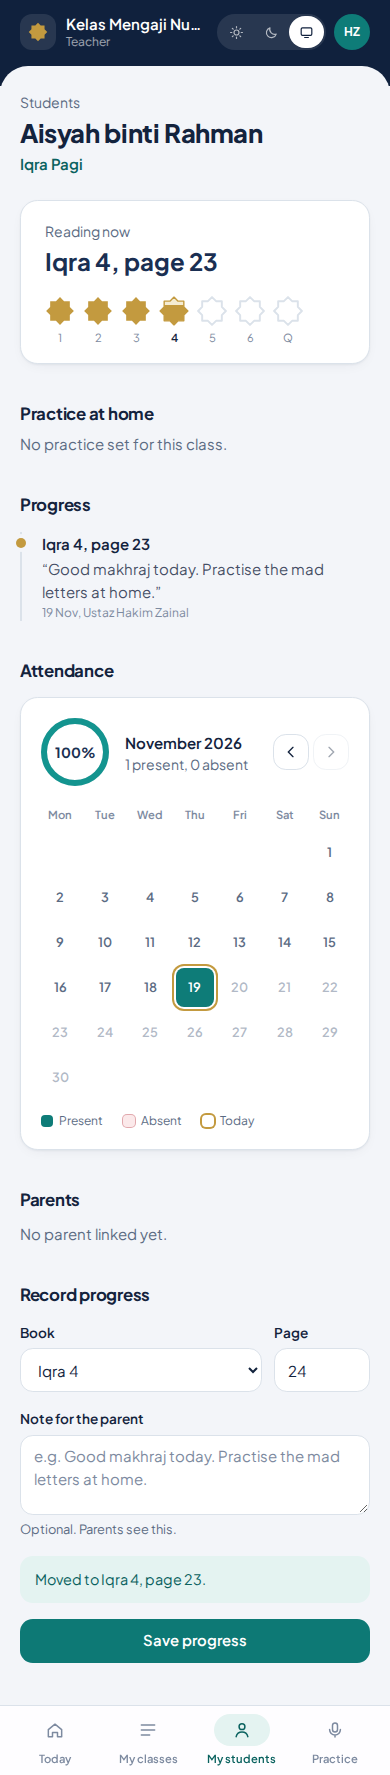 Kelas Mengaji Nu...
Teacher
HZ
Students
Aisyah binti Rahman
Iqra Pagi
Reading now
Iqra 4, page 23
1 2 3 4 5 6 Q
Practice at home
No practice set for this class.
Progress
Iqra 4, page 23
“Good makhraj today. Practise the mad
letters at home.”
19 Nov, Ustaz Hakim Zainal
Attendance
100%
November 2026
1 present, 0 absent
Mon Tue Wed Thu Fri Sat Sun
1
2 3 4 5 6 7 8
9 10 11 12 13 14 15
16 17 18 19 20 21 22
23 24 25 26 27 28 29
30
Present Absent Today
Parents
No parent linked yet.
Record progress
Book Page
Iqra 4 24
Note for the parent
e.g. Good makhraj today. Practise the mad
letters at home.
Optional. Parents see this.
Moved to Iqra 4, page 23.
Save progress
Today My classes My students Practice